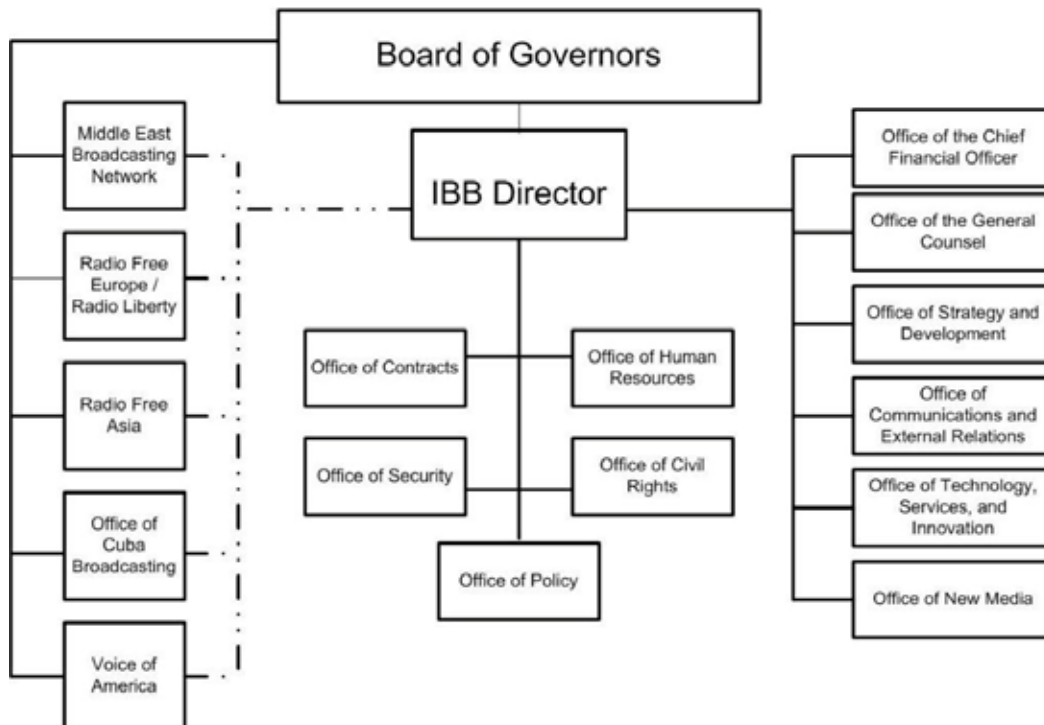 Board of Governors
IBB Director
Middle East
Broadcasting
Network
Radio Free
Europe /
Radio Liberty
Radio Free
Asia
Office of
Cuba
Broadcasting
Voice of
America
Office of Contracts
Office of Human
Resources
Office of Security
Office of Civil
Rights
Office of Policy
Office of the Chief
Financial Officer
Office of the General
Counsel
Office of Strategy and
Development
Office of
Communications and
External Relations
Office of Technology,
Services, and
Innovation
Office of New Media